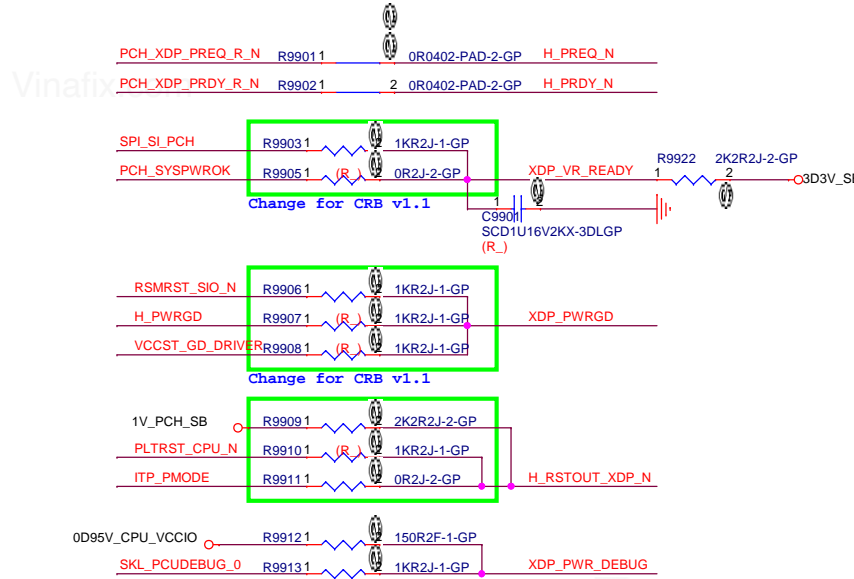 PCH_XDP_PREQ_R_N R9901 1 0R0402-PAD-2-GP H_PREQ_N
PCH_XDP_PRDY_R_N R9902 1 2 0R0402-PAD-2-GP H_PRDY_N
Vinafix
SPI_SI_PCH R9903 1 2 1KR2J-1-GP
R9922 2K2R2J-2-GP
PCH_SYSPWROK R9905 1 (R_) 2 0R2J-2-GP XDP_VR_READY 1 2 3D3V_SI
Change for CRB v1.1
1 2
C9901
SCD1U16V2KX-3DLGP
(R_)
RSMRST_SIO_N R9906 1 2 1KR2J-1-GP
H_PWRGD R9907 1 (R_) 2 1KR2J-1-GP XDP_PWRGD
VCCST_GD_DRIVER R9908 1 (R_) 2 1KR2J-1-GP
Change for CRB v1.1
1V_PCH_SB R9909 1 2 2K2R2J-2-GP
PLTRST_CPU_N R9910 1 (R_) 2 1KR2J-1-GP
ITP_PMODE R9911 1 2 0R2J-2-GP H_RSTOUT_XDP_N
0D95V_CPU_VCCIO R9912 1 2 150R2F-1-GP
SKL_PCUDEBUG_0 R9913 1 2 1KR2J-1-GP XDP_PWR_DEBUG